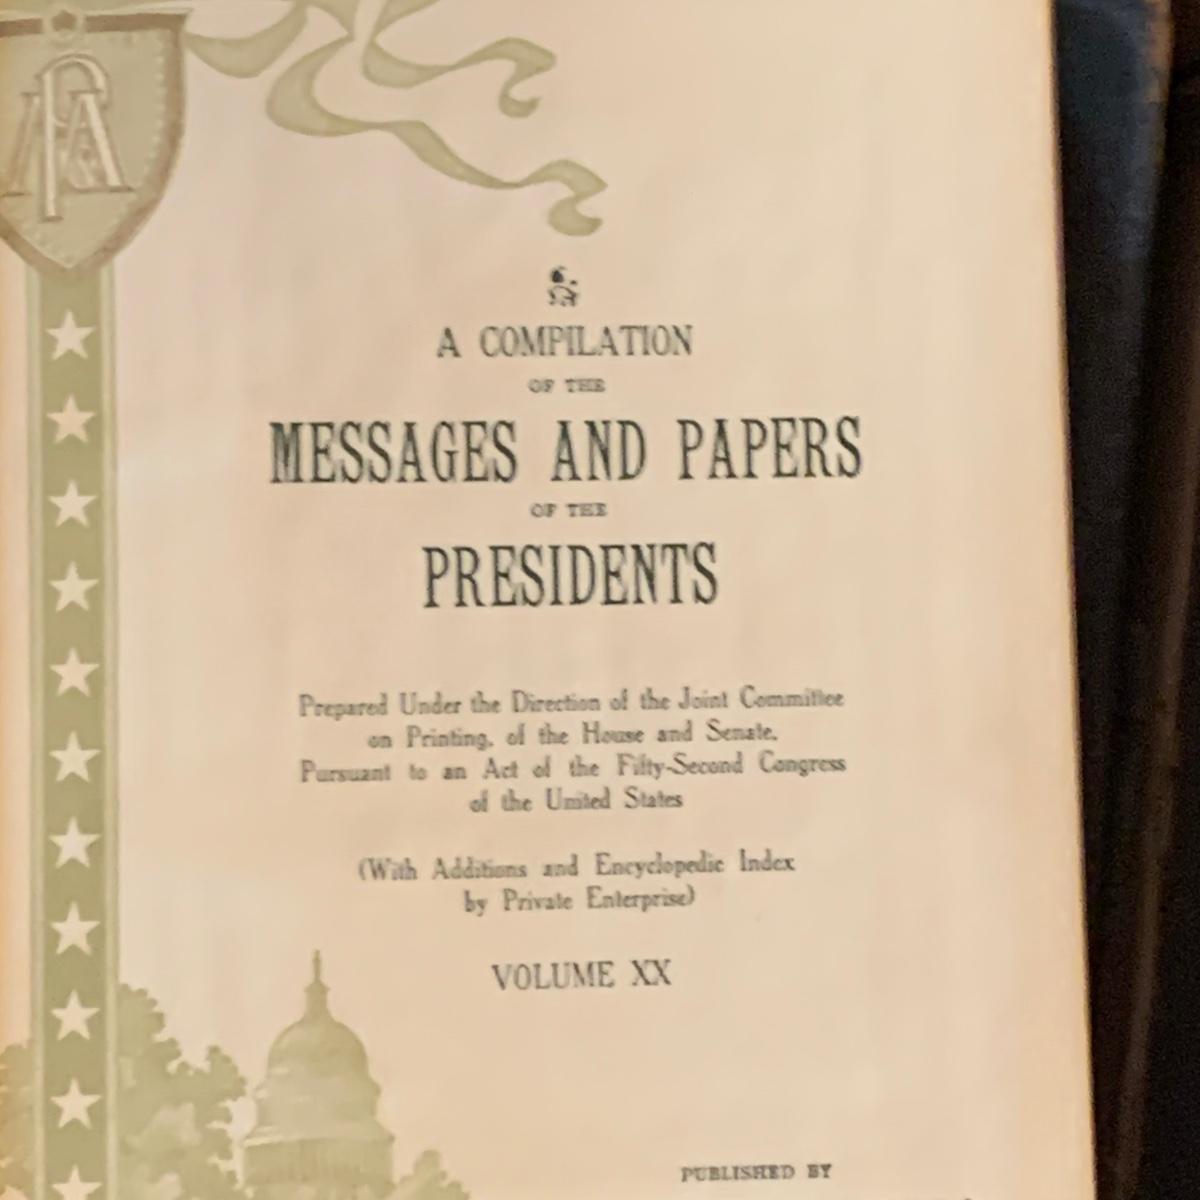 A COMPILATION
OF THE
MESSAGES AND PAPERS
OF THE
PRESIDENTS
Prepared Under the Direction of the Joint Committee
on Printing, of the House and Senate,
Pursuant to an Act of the Fifty-Second Congress
of the United States
(With Additions and Encyclopedic Index
by Private Enterprise)
VOLUME XX
PUBLISHED BY